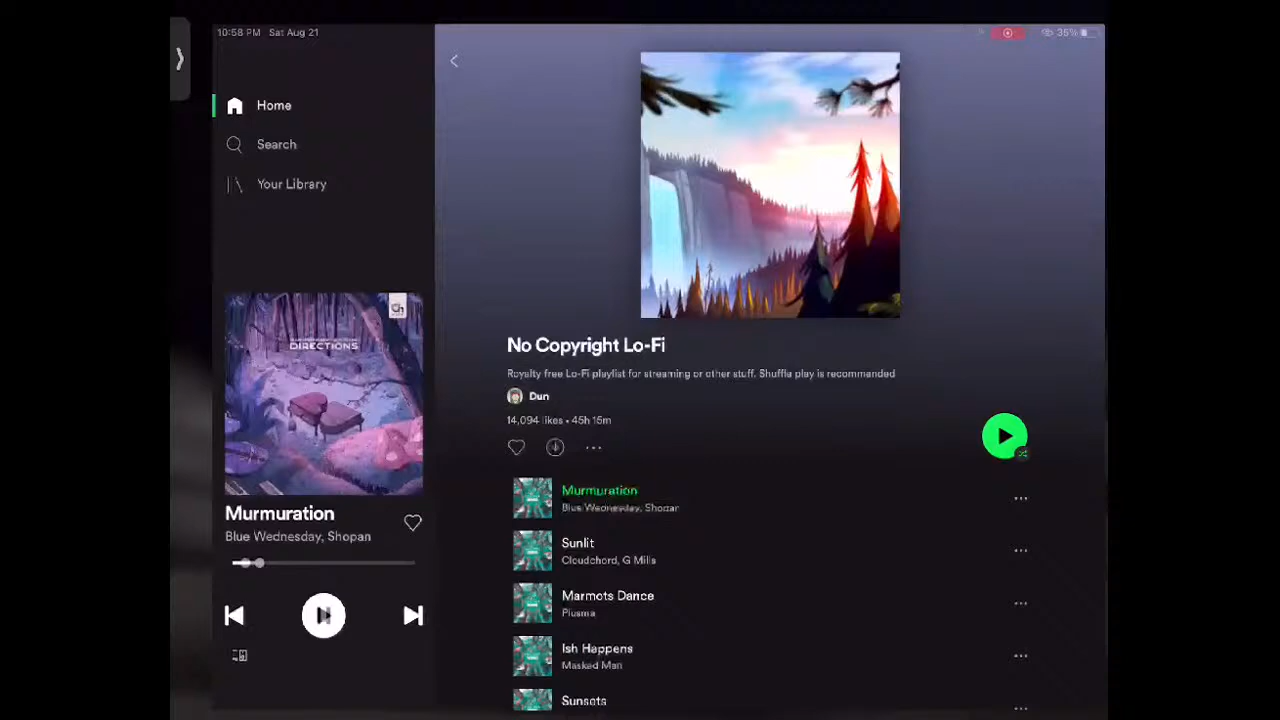 10:58 PM Sat Aug 21
35%
Home
Search
Your Library
DIRECTIONS
Murmuration
Blue Wednesday, Shopan
No Copyright Lo-Fi
Royalty free Lo-Fi playlist for streaming or other stuff. Shuffle play is recommended
Dun
14,094 likes • 45h 15m
Murmuration
Blue Wednesday, Shopan
Sunlit
Cloudchord, G Mills
Marmots Dance
Plusma
Ish Happens
Masked Man
Sunsets